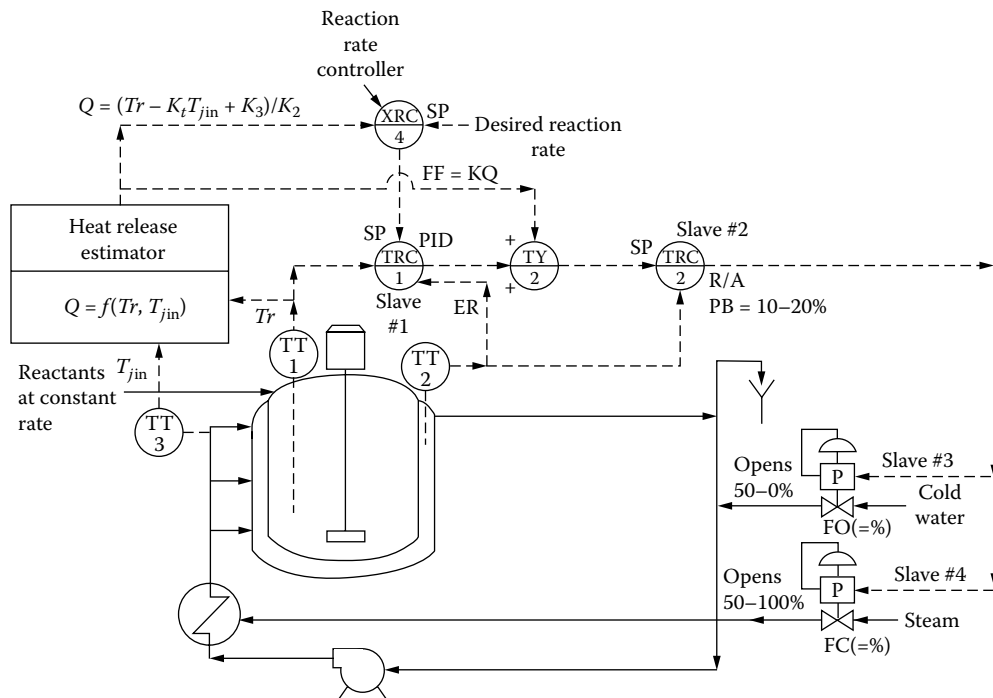 Reaction
rate
controller
Q = (Tr – KtTjin + K3)/K2
XRC
4
SP
Desired reaction
rate
FF = KQ
Heat release
estimator
Q = f(Tr, Tjin)
SP
PID
TRC
1
Slave
#1
+
+
TY
2
SP
Slave #2
TRC
2
R/A
PB = 10–20%
ER
Tr
TT
1
TT
2
Tjin
Reactants
at constant
rate
TT
3
Opens
50–0%
P
Slave #3
Cold
water
FO(=%)
Opens
50–100%
P
Slave #4
Steam
FC(=%)